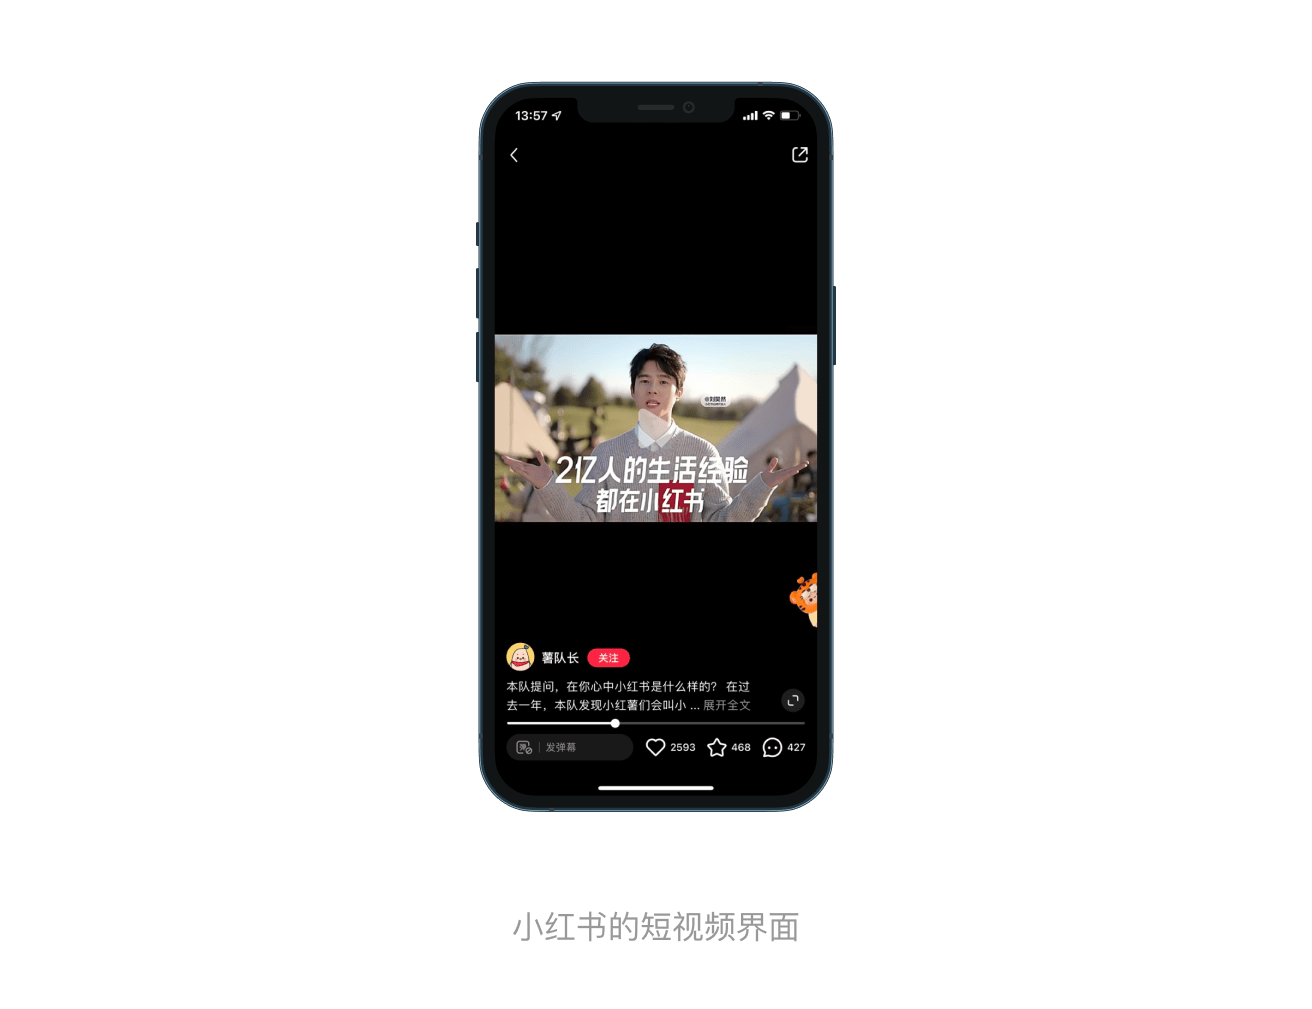 13:57
@刘昊然
2亿人的生活经验
都在小红书
薯队长
关注
本队提问，在你心中小红书是什么样的？ 在过
去一年，本队发现小红薯们会叫小 ... 展开全文
弹
发弹幕
2593
468
427
小红书的短视频界面